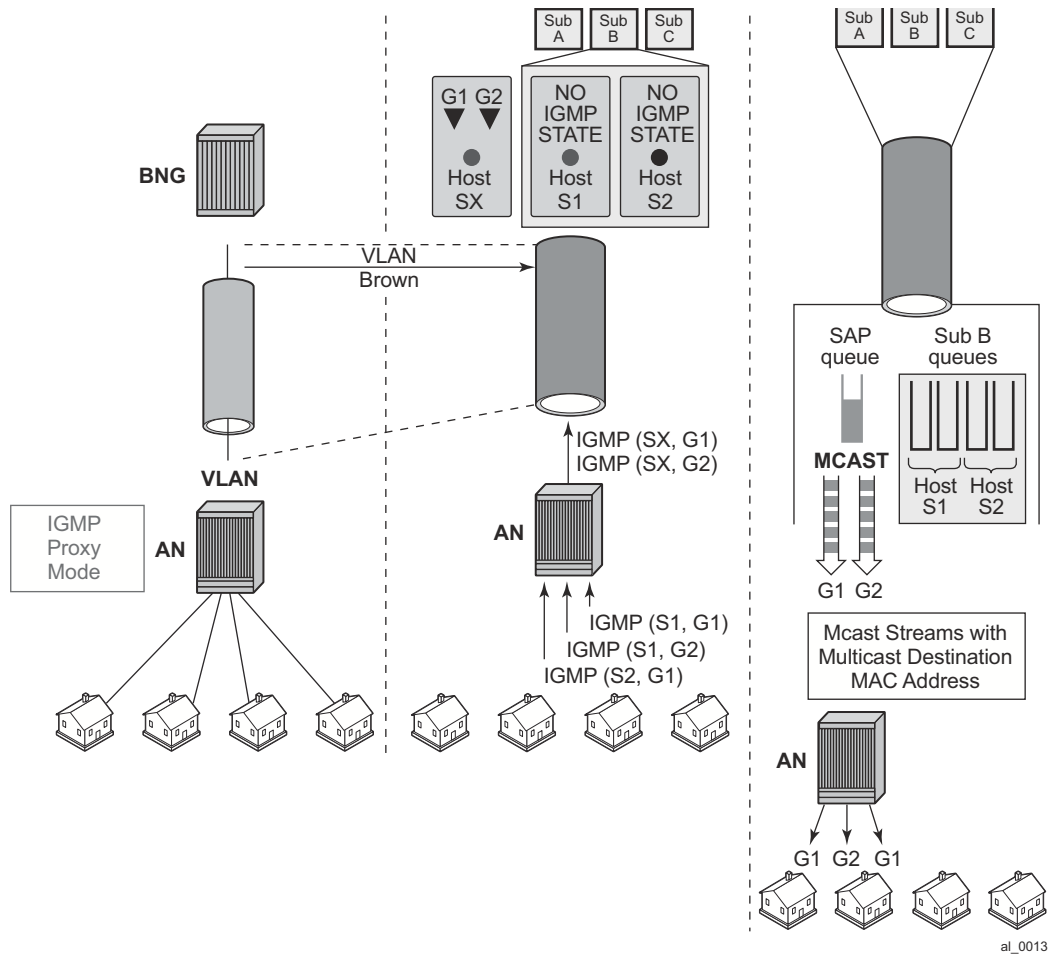 BNG
VLAN
IGMP
Proxy
Mode
AN
Sub
A
Sub
B
Sub
C
G1 G2
Host
SX
NO
IGMP
STATE
Host
S1
NO
IGMP
STATE
Host
S2
VLAN
Brown
IGMP (SX, G1)
IGMP (SX, G2)
AN
IGMP (S1, G1)
IGMP (S1, G2)
IGMP (S2, G1)
Sub
A
Sub
B
Sub
C
SAP
queue
Sub B
queues
MCAST
Host
S1
Host
S2
G1 G2
Mcast Streams with
Multicast Destination
MAC Address
AN
G1 G2 G1
al_0013